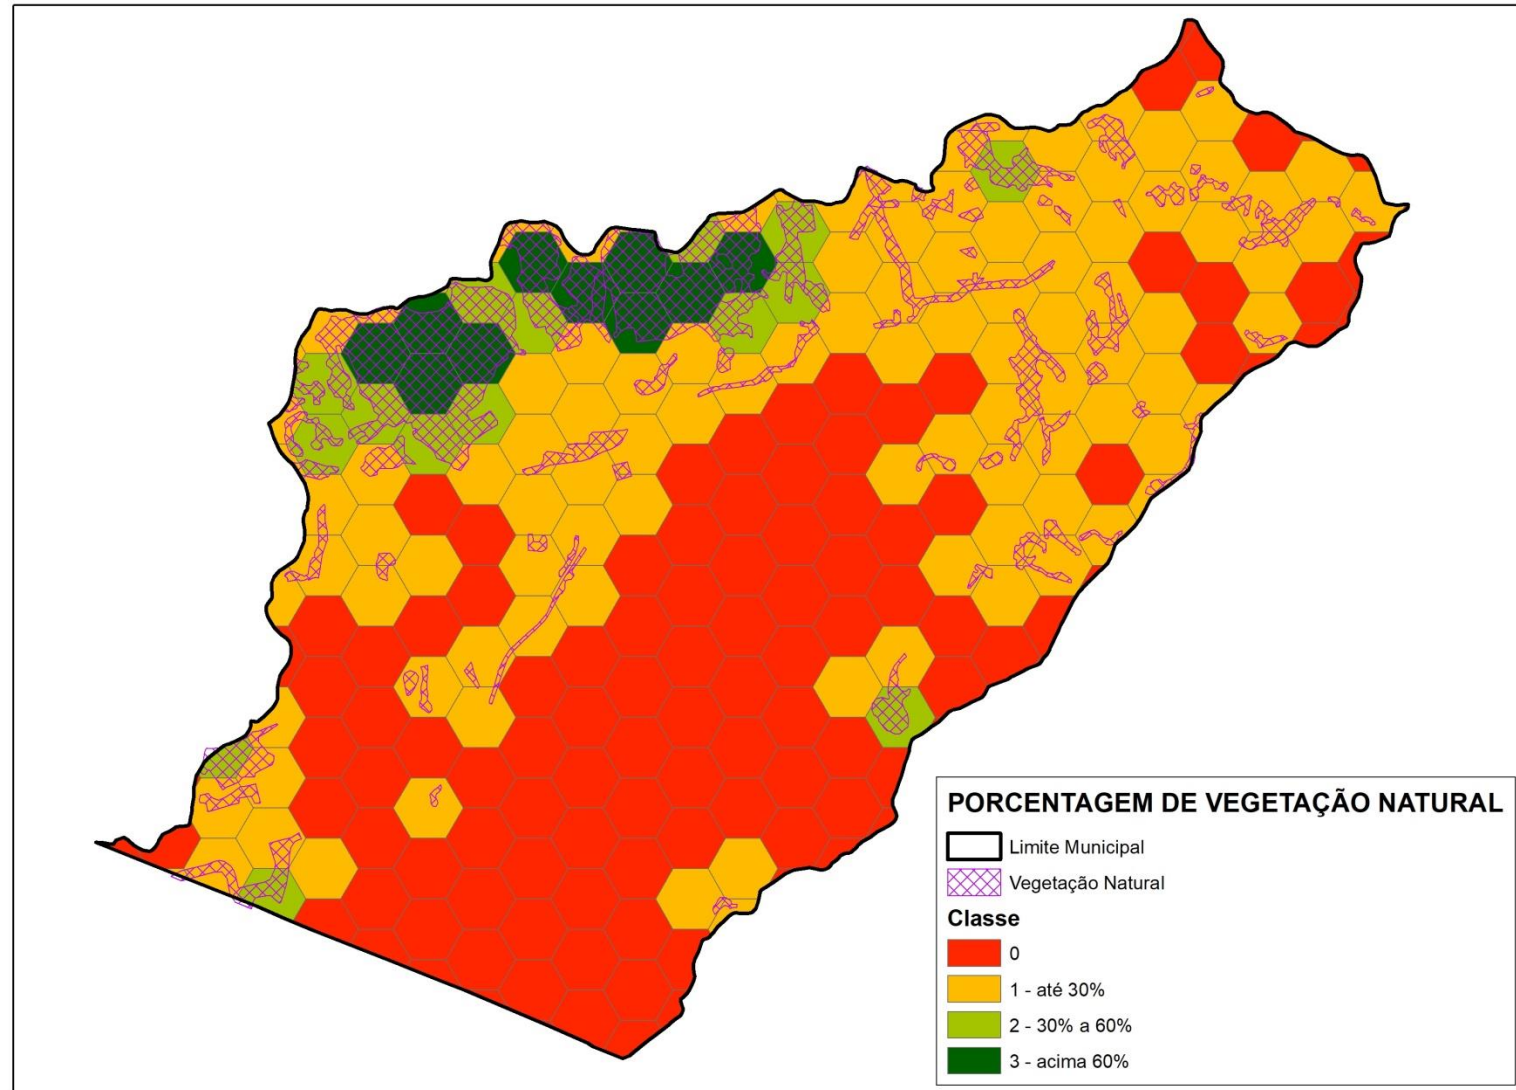 PORCENTAGEM DE VEGETAÇÃO NATURAL
Limite Municipal
Vegetação Natural
Classe
0
1 - até 30%
2 - 30% a 60%
3 - acima 60%